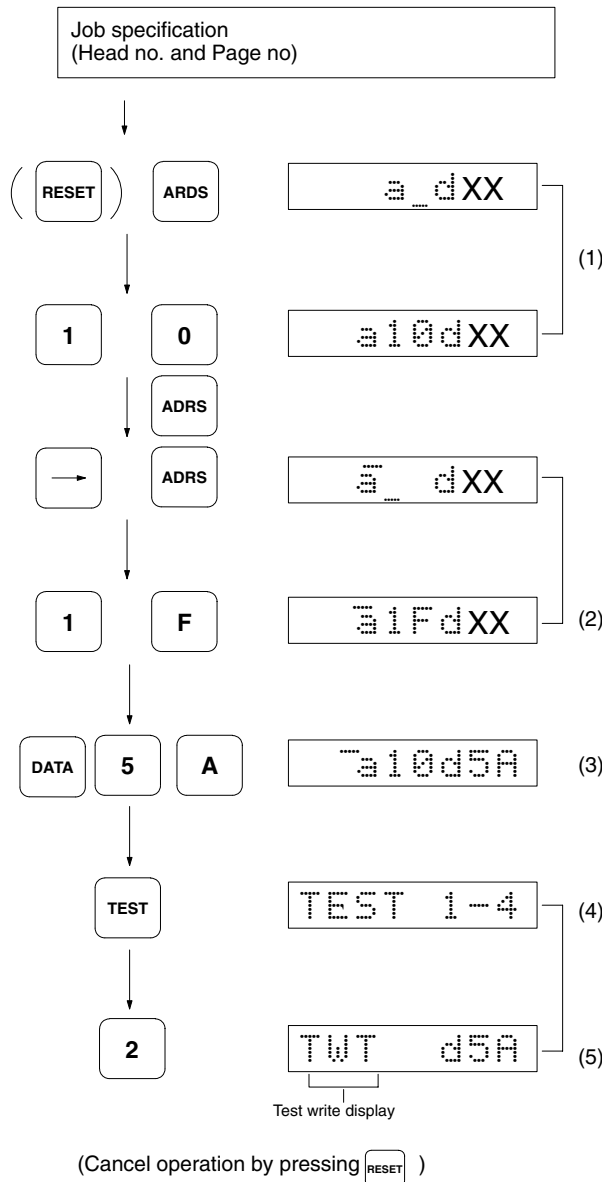 Job specification
(Head no. and Page no)
( RESET ) ARDS
a_dXX
(1)
1 0
a10dXX
ADRS
→ ADRS
a_ dXX
1 F
a1FdXX
(2)
DATA 5 A
a10d5A
(3)
TEST
TEST 1-4
(4)
2
TWT d5A
(5)
Test write display
(Cancel operation by pressing RESET )